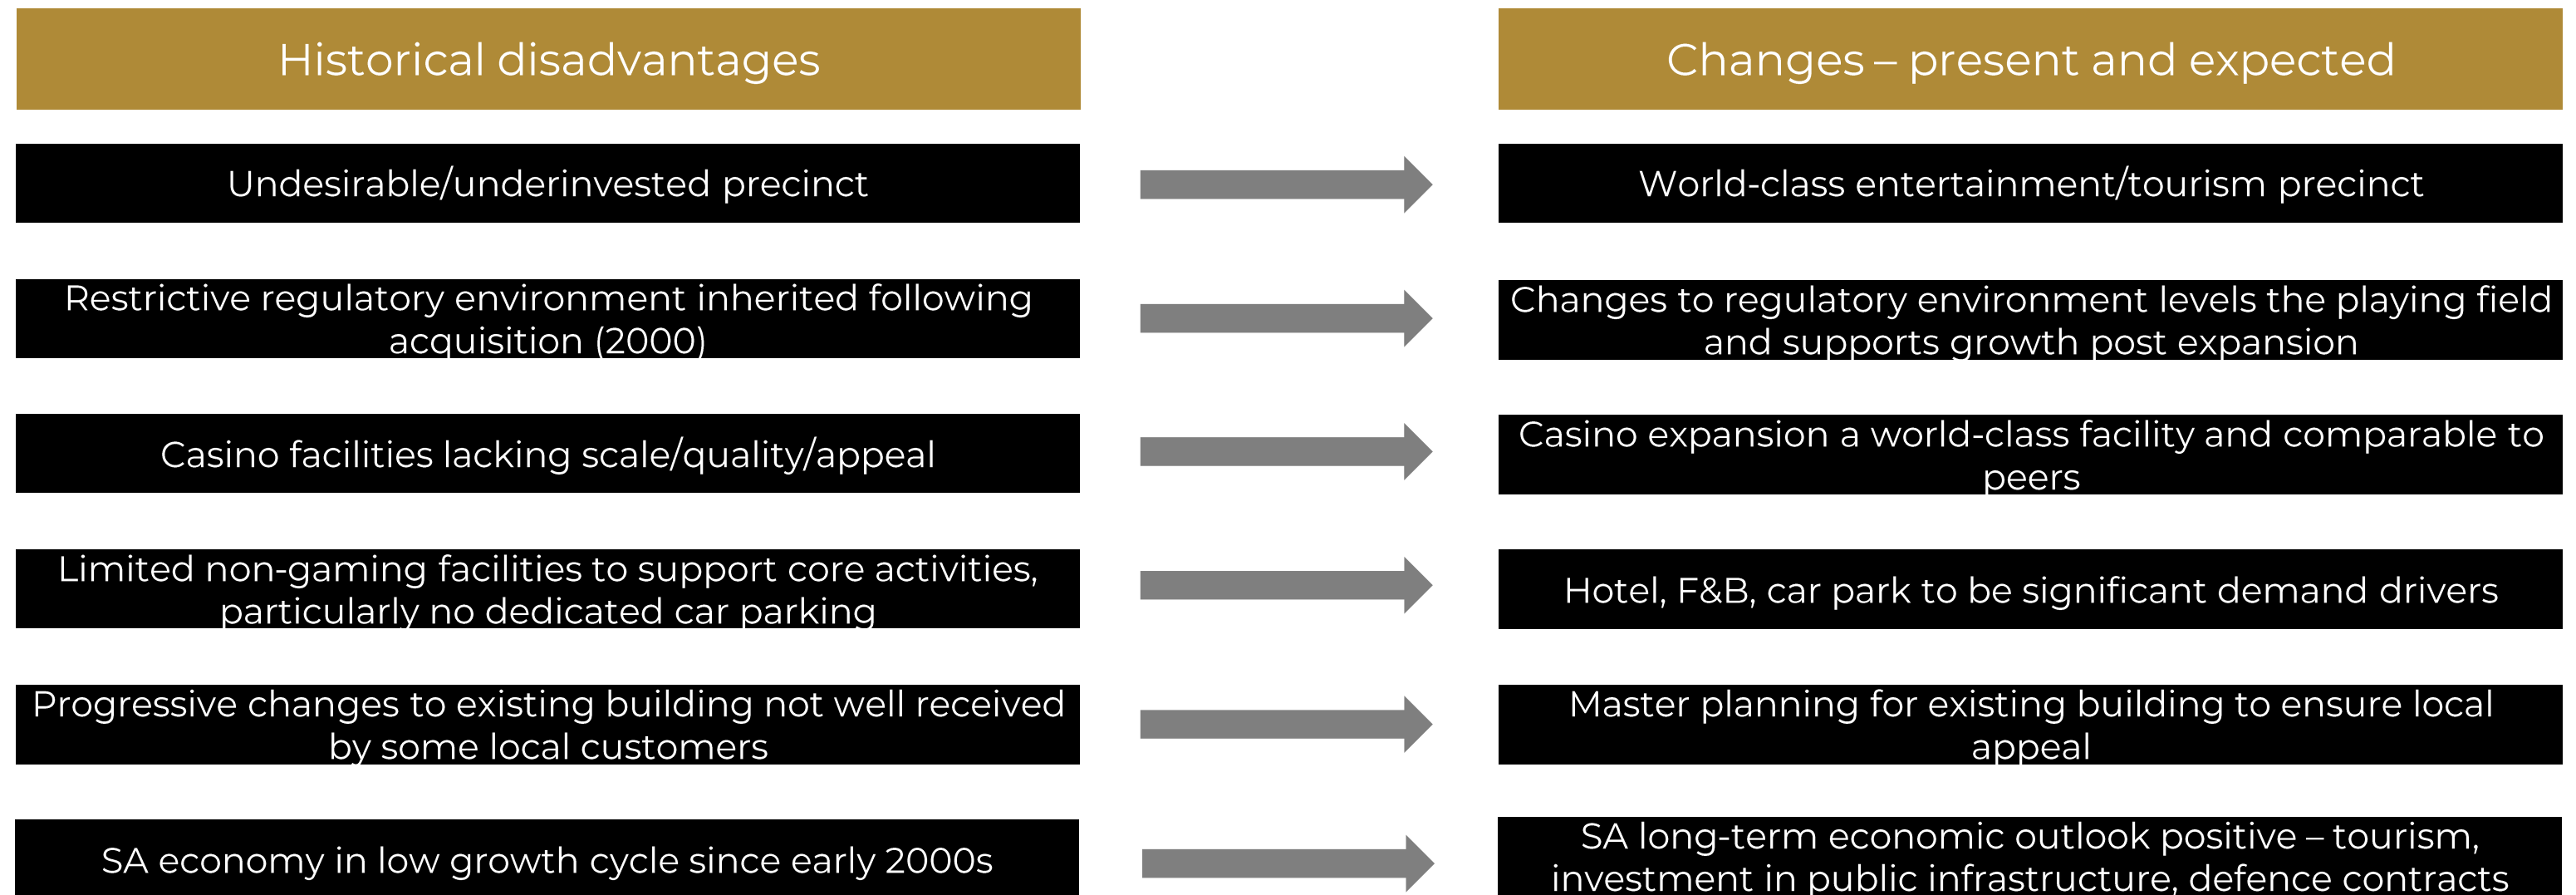 Historical disadvantages
Changes – present and expected
Undesirable/underinvested precinct
World-class entertainment/tourism precinct
Restrictive regulatory environment inherited following
acquisition (2000)
Changes to regulatory environment levels the playing field
and supports growth post expansion
Casino facilities lacking scale/quality/appeal
Casino expansion a world-class facility and comparable to
peers
Limited non-gaming facilities to support core activities,
particularly no dedicated car parking
Hotel, F&B, car park to be significant demand drivers
Progressive changes to existing building not well received
by some local customers
Master planning for existing building to ensure local
appeal
SA economy in low growth cycle since early 2000s
SA long-term economic outlook positive – tourism,
investment in public infrastructure, defence contracts